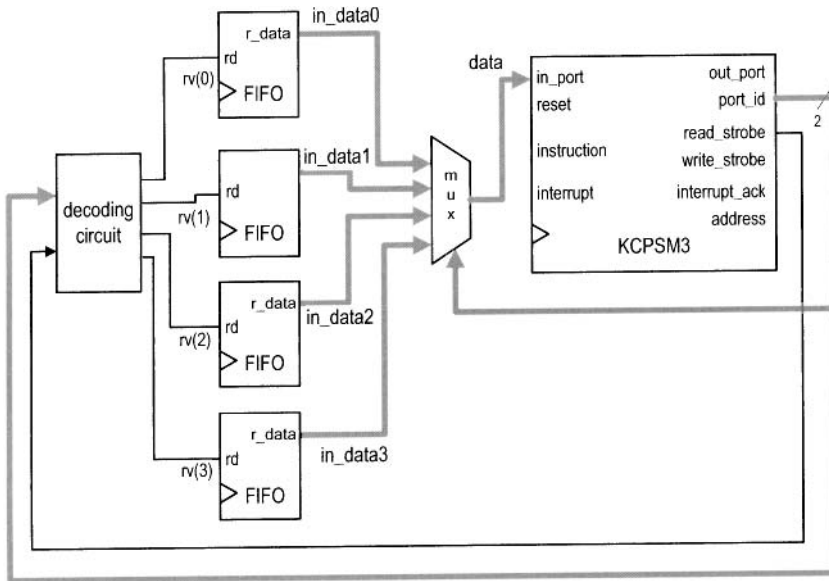 in_data0
r_data
rd
rv(0)
FIFO
in_data1
rd
rv(1)
FIFO
decoding
circuit
r_data
in_data2
rd
rv(2)
FIFO
r_data
in_data3
rd
rv(3)
FIFO
mux
data
in_port
out_port
reset
port_id
2
read_strobe
instruction
write_strobe
interrupt
interrupt_ack
address
KCPSM3